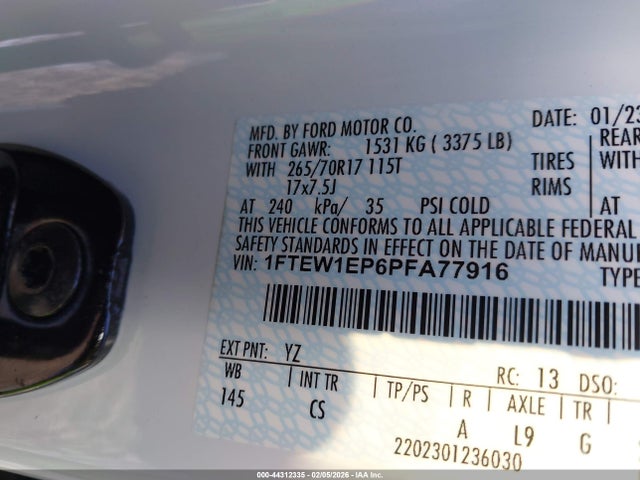 MFD. BY FORD MOTOR CO. DATE: 01/23
FRONT GAWR: 1531 KG ( 3375 LB) REAR
WITH 265/70R17 115T TIRES WITH
17x7.5J RIMS
AT 240 kPa/ 35 PSI COLD AT
THIS VEHICLE CONFORMS TO ALL APPLICABLE FEDERAL
SAFETY STANDARDS IN EFFECT ON THE DATE OF MANU
VIN: 1FTEW1EP6PFA77916 TYPE
EXT PNT: YZ RC: 13 DSO:
WB INT TR TP/PS R AXLE TR
145 CS A L9 G
2202301236030
000-44312335 - 02/05/2026 - IAA Inc.